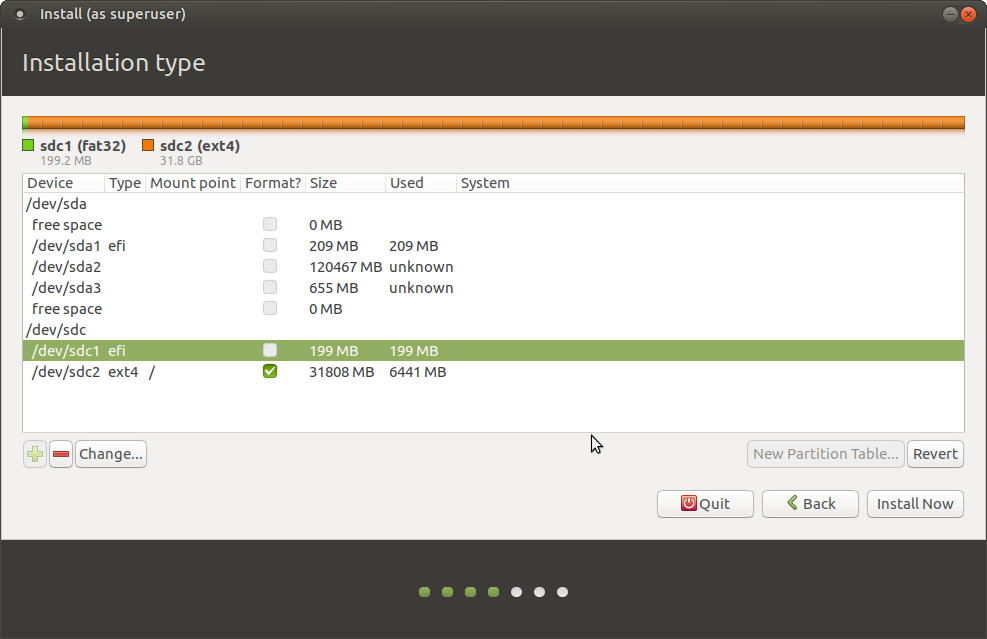 Install (as superuser)
Installation type
sdc1 (fat32) sdc2 (ext4)
199.2 MB 31.8 GB
Device Type Mount point Format? Size Used System
/dev/sda
free space 0 MB
/dev/sda1 efi 209 MB 209 MB
/dev/sda2 120467 MB unknown
/dev/sda3 655 MB unknown
free space 0 MB
/dev/sdc
/dev/sdc1 efi 199 MB 199 MB
/dev/sdc2 ext4 / 31808 MB 6441 MB
Change... New Partition Table... Revert
Quit Back Install Now